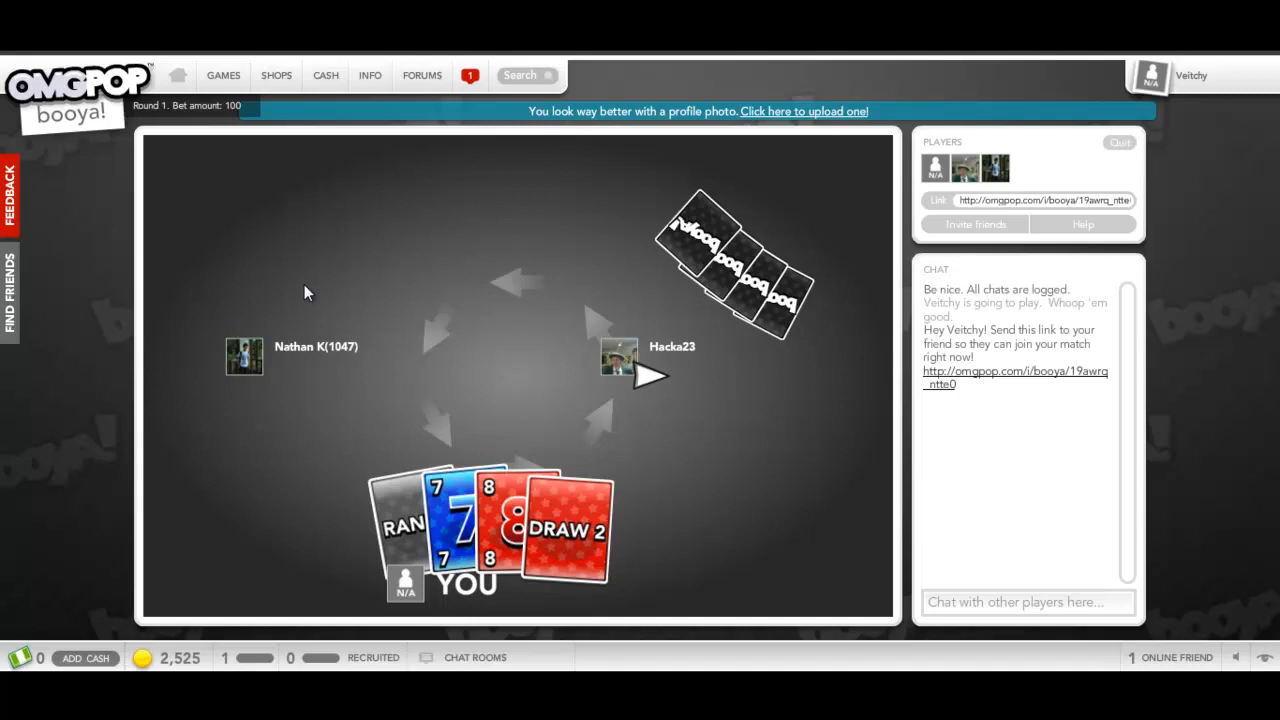 OMGPOP™
booya!
GAMES
SHOPS
CASH
INFO
FORUMS
1
Search
N/A
Veitchy
Round 1. Bet amount: 100
You look way better with a profile photo. Click here to upload one!
FEEDBACK
FIND FRIENDS
booya!
boo
boo
boo
Nathan K(1047)
Hacka23
RAN
7
7
7
8
8
8
DRAW 2
N/A
YOU
PLAYERS
Quit
N/A
Link
http://omgpop.com/i/booya/19awrq_ntte
Invite friends
Help
CHAT
Be nice. All chats are logged.
Veitchy is going to play. Whoop 'em
good.
Hey Veitchy! Send this link to your
friend so they can join your match
right now!
http://omgpop.com/i/booya/19awrq
_ntte0
Chat with other players here...
0
ADD CASH
2,525
1
0
RECRUITED
CHAT ROOMS
1 ONLINE FRIEND